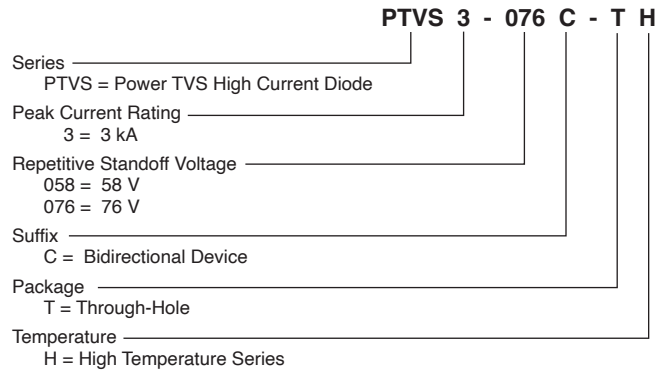 PTVS 3 - 076 C - T H
Series
PTVS = Power TVS High Current Diode
Peak Current Rating
3 = 3 kA
Repetitive Standoff Voltage
058 = 58 V
076 = 76 V
Suffix
C = Bidirectional Device
Package
T = Through-Hole
Temperature
H = High Temperature Series